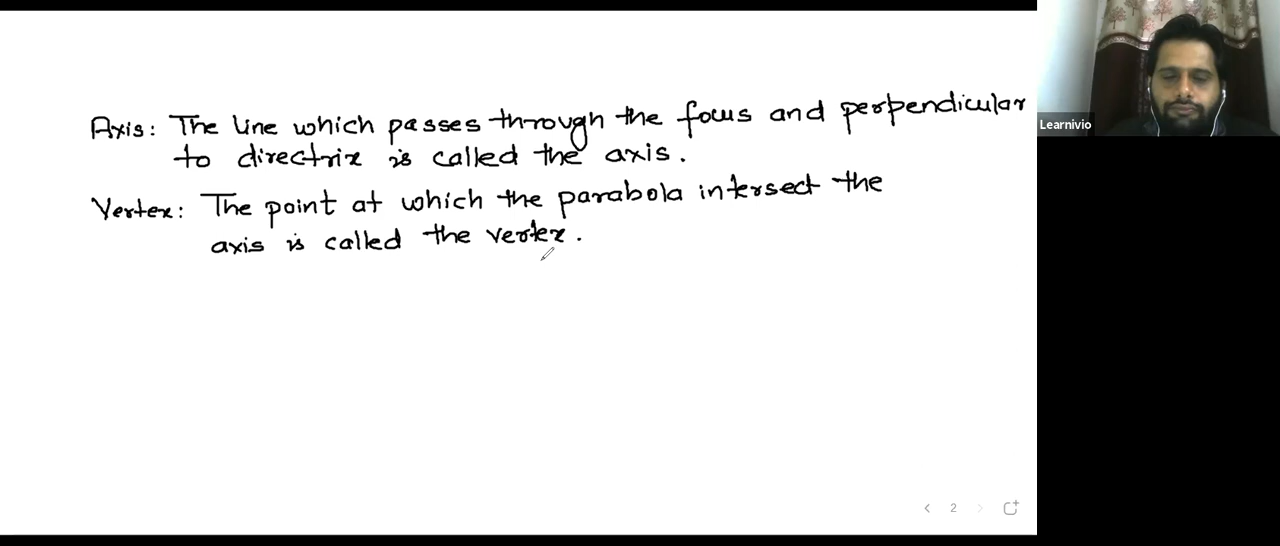 Axis: The line which passes through the focus and perpendicular
to directrix is called the axis.
Vertex: The point at which the parabola intersect the
axis is called the vertex.
Learnivio
2